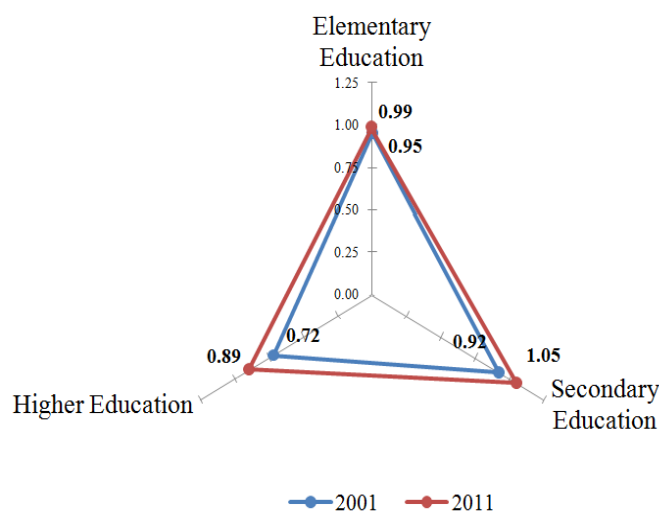 Elementary
Education
1.25
0.99
1.00
0.95
0.75
0.50
0.25
0.00
0.72
0.92
0.89
1.05
Higher Education
Secondary
Education
2001
2011